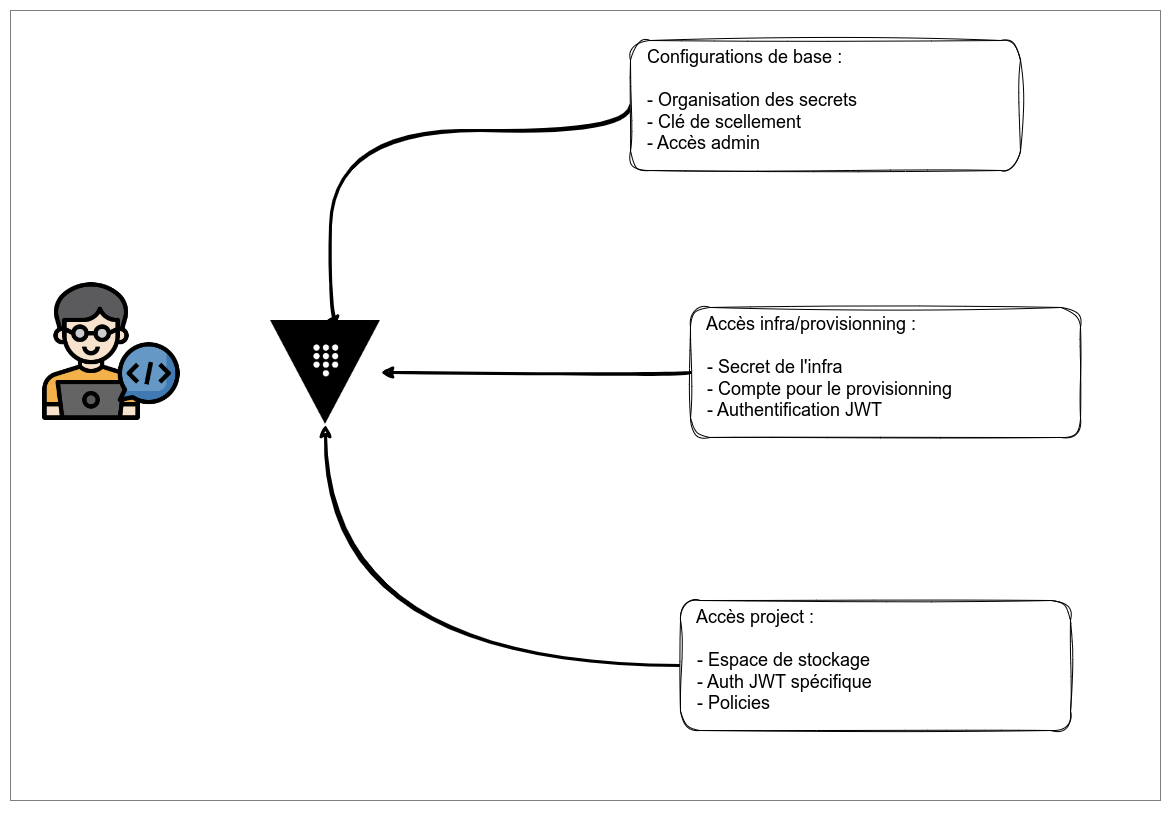 Configurations de base :
- Organisation des secrets
- Clé de scellement
- Accès admin
</>
Accès infra/provisionning :
- Secret de l'infra
- Compte pour le provisionning
- Authentification JWT
Accès project :
- Espace de stockage
- Auth JWT spécifique
- Policies